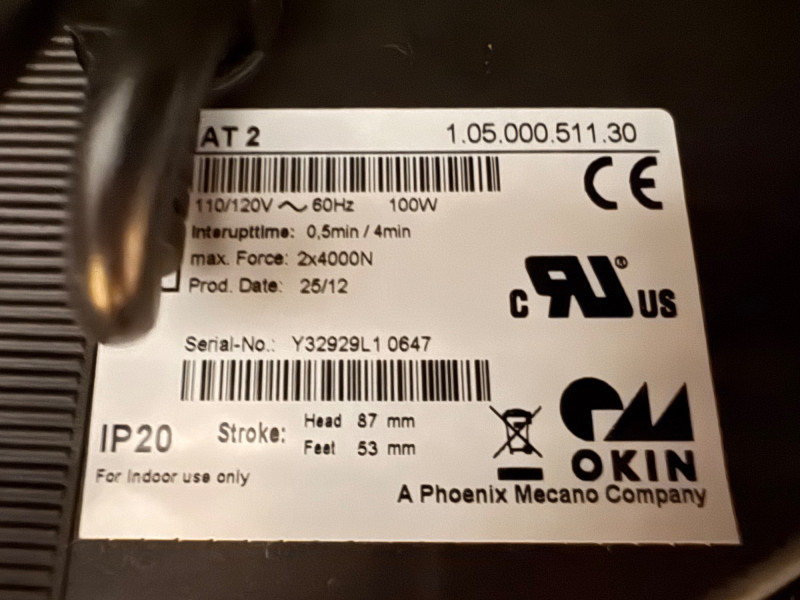 AT 2 1.05.000.511.30
CE
110/120V ~ 60Hz 100W
Interupttime: 0,5min / 4min
max. Force: 2x4000N
Prod. Date: 25/12
C RU® US
Serial-No.: Y32929L1 0647
IP20 Stroke: Head 87 mm
Feet 53 mm
For indoor use only
OKIN
A Phoenix Mecano Company